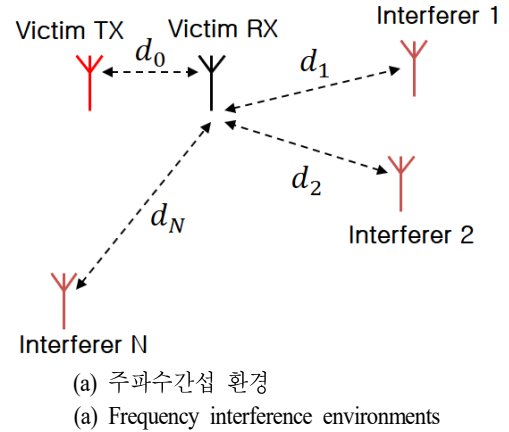 Victim TX
Victim RX
Interferer 1
d₀
d₁
d₂
d_N
Interferer 2
Interferer N
(a) 주파수간섭 환경
(a) Frequency interference environments